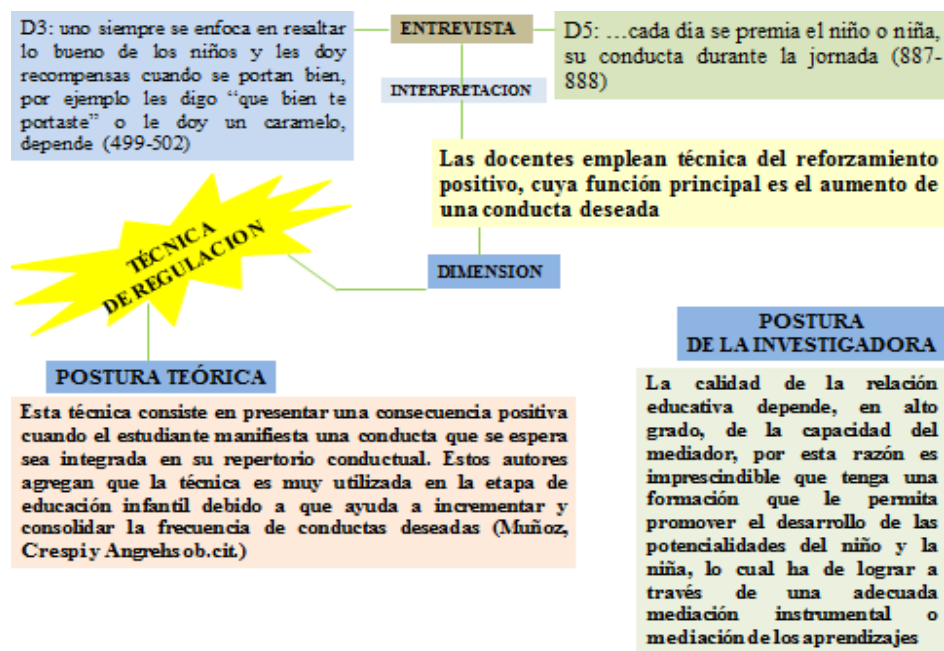 D3: uno siempre se enfoca en resaltar
lo bueno de los niños y les doy
recompensas cuando se portan bien,
por ejemplo les digo “que bien te
portaste” o le doy un caramelo,
depende (499-502)
ENTREVISTA
D5: …cada dia se premia el niño o niña,
su conducta durante la jornada (887-
888)
INTERPRETACION
Las docentes emplean técnica del reforzamiento
positivo, cuya función principal es el aumento de
una conducta deseada
TÉCNICA
DE REGULACION
DIMENSION
POSTURA TEÓRICA
Esta técnica consiste en presentar una consecuencia positiva
cuando el estudiante manifiesta una conducta que se espera
sea integrada en su repertorio conductual. Estos autores
agregan que la técnica es muy utilizada en la etapa de
educación infantil debido a que ayuda a incrementar y
consolidar la frecuencia de conductas deseadas (Muñoz,
Crespi y Angrehs ob.cit.)
POSTURA
DE LA INVESTIGADORA
La calidad de la relación
educativa depende, en alto
grado, de la capacidad del
mediador, por esta razón es
imprescindible que tenga una
formación que le permita
promover el desarrollo de las
potencialidades del niño y la
niña, lo cual ha de lograr a
través de una adecuada
mediación instrumental o
mediación de los aprendizajes